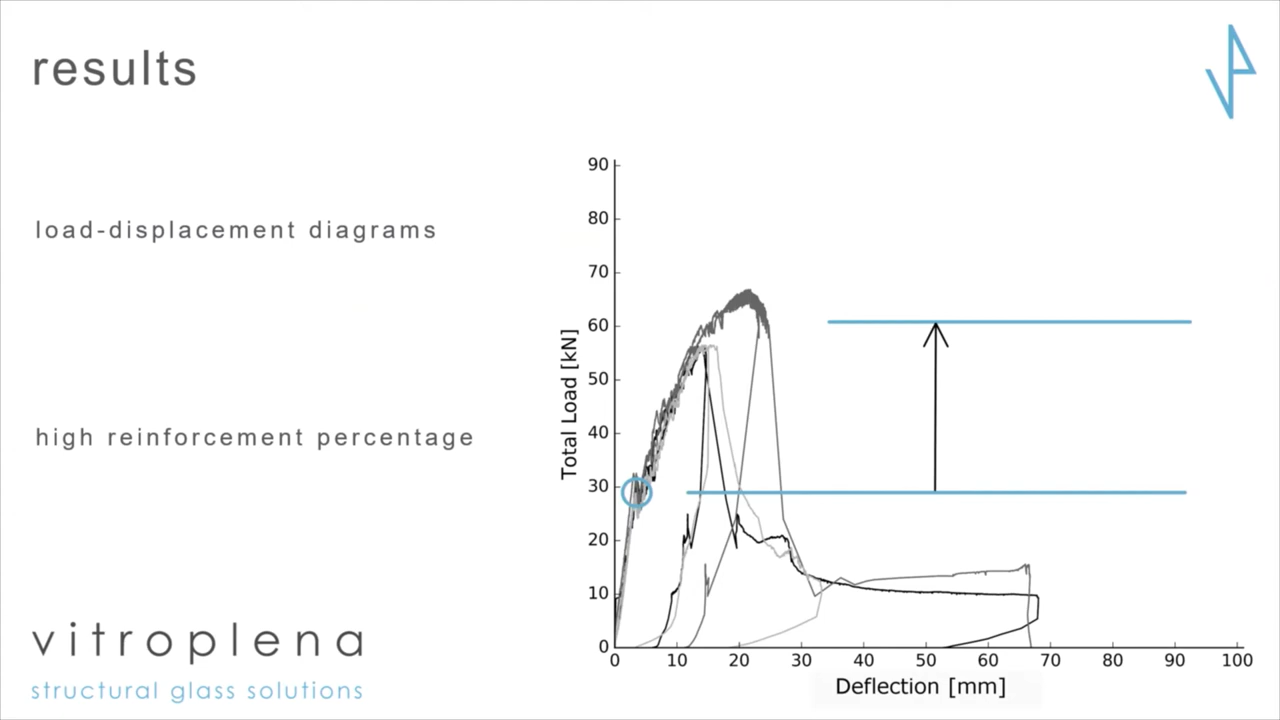 results
load-displacement diagrams
high reinforcement percentage
vitroplena
structural glass solutions
Total Load [kN]
90
80
70
60
50
40
30
20
10
0
0 10 20 30 40 50 60 70 80 90 100
Deflection [mm]